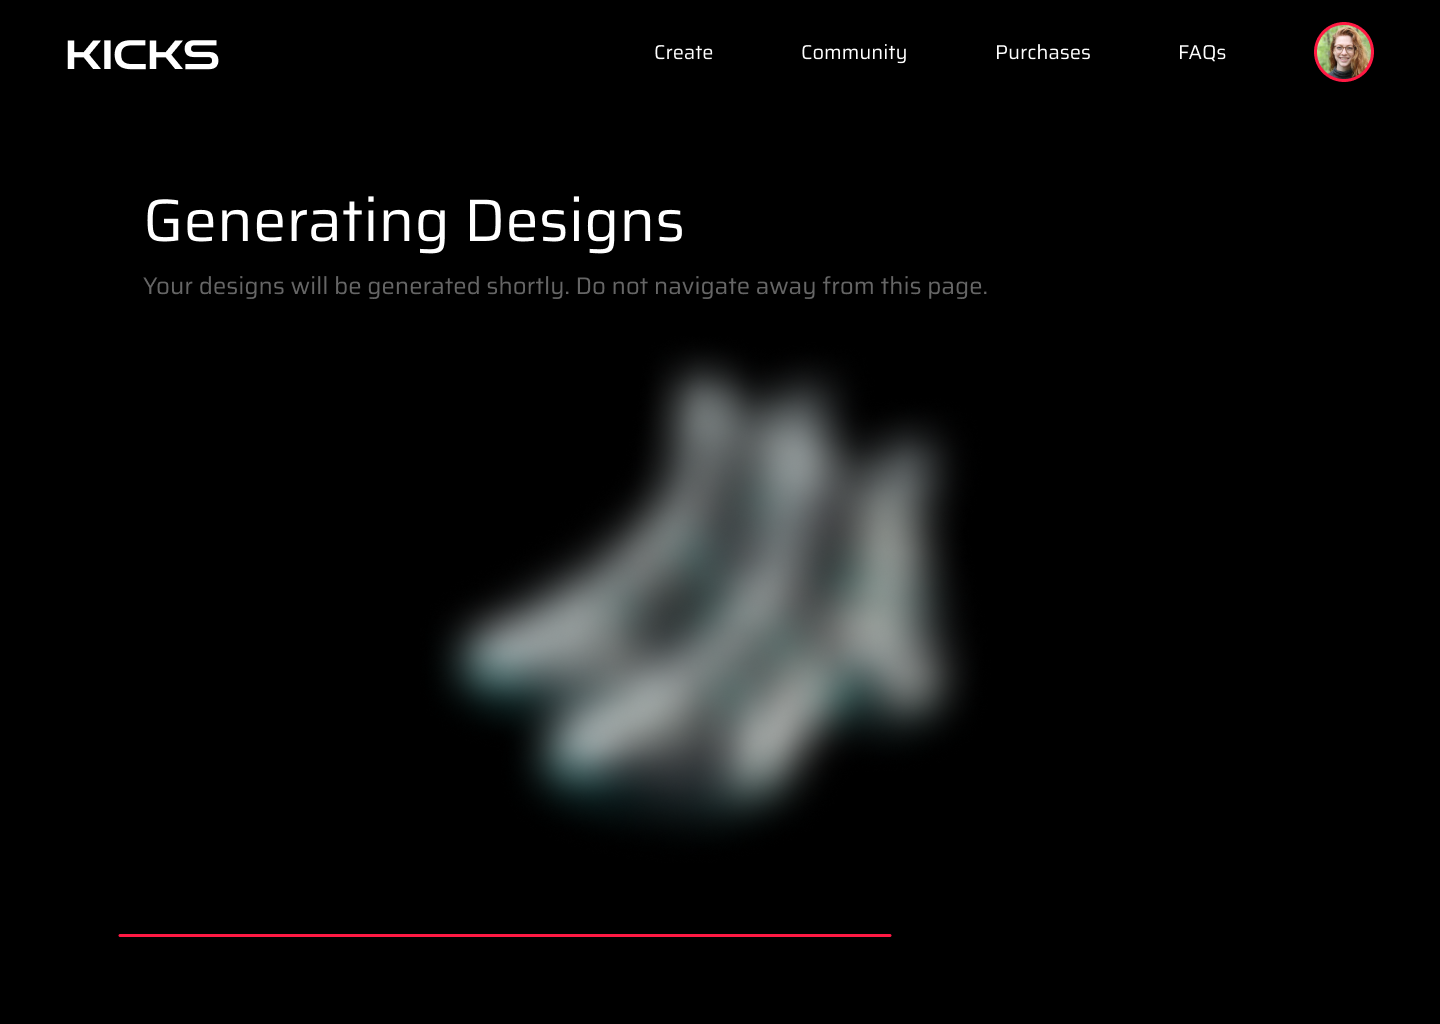 KICKS
Create
Community
Purchases
FAQs
Generating Designs
Your designs will be generated shortly. Do not navigate away from this page.